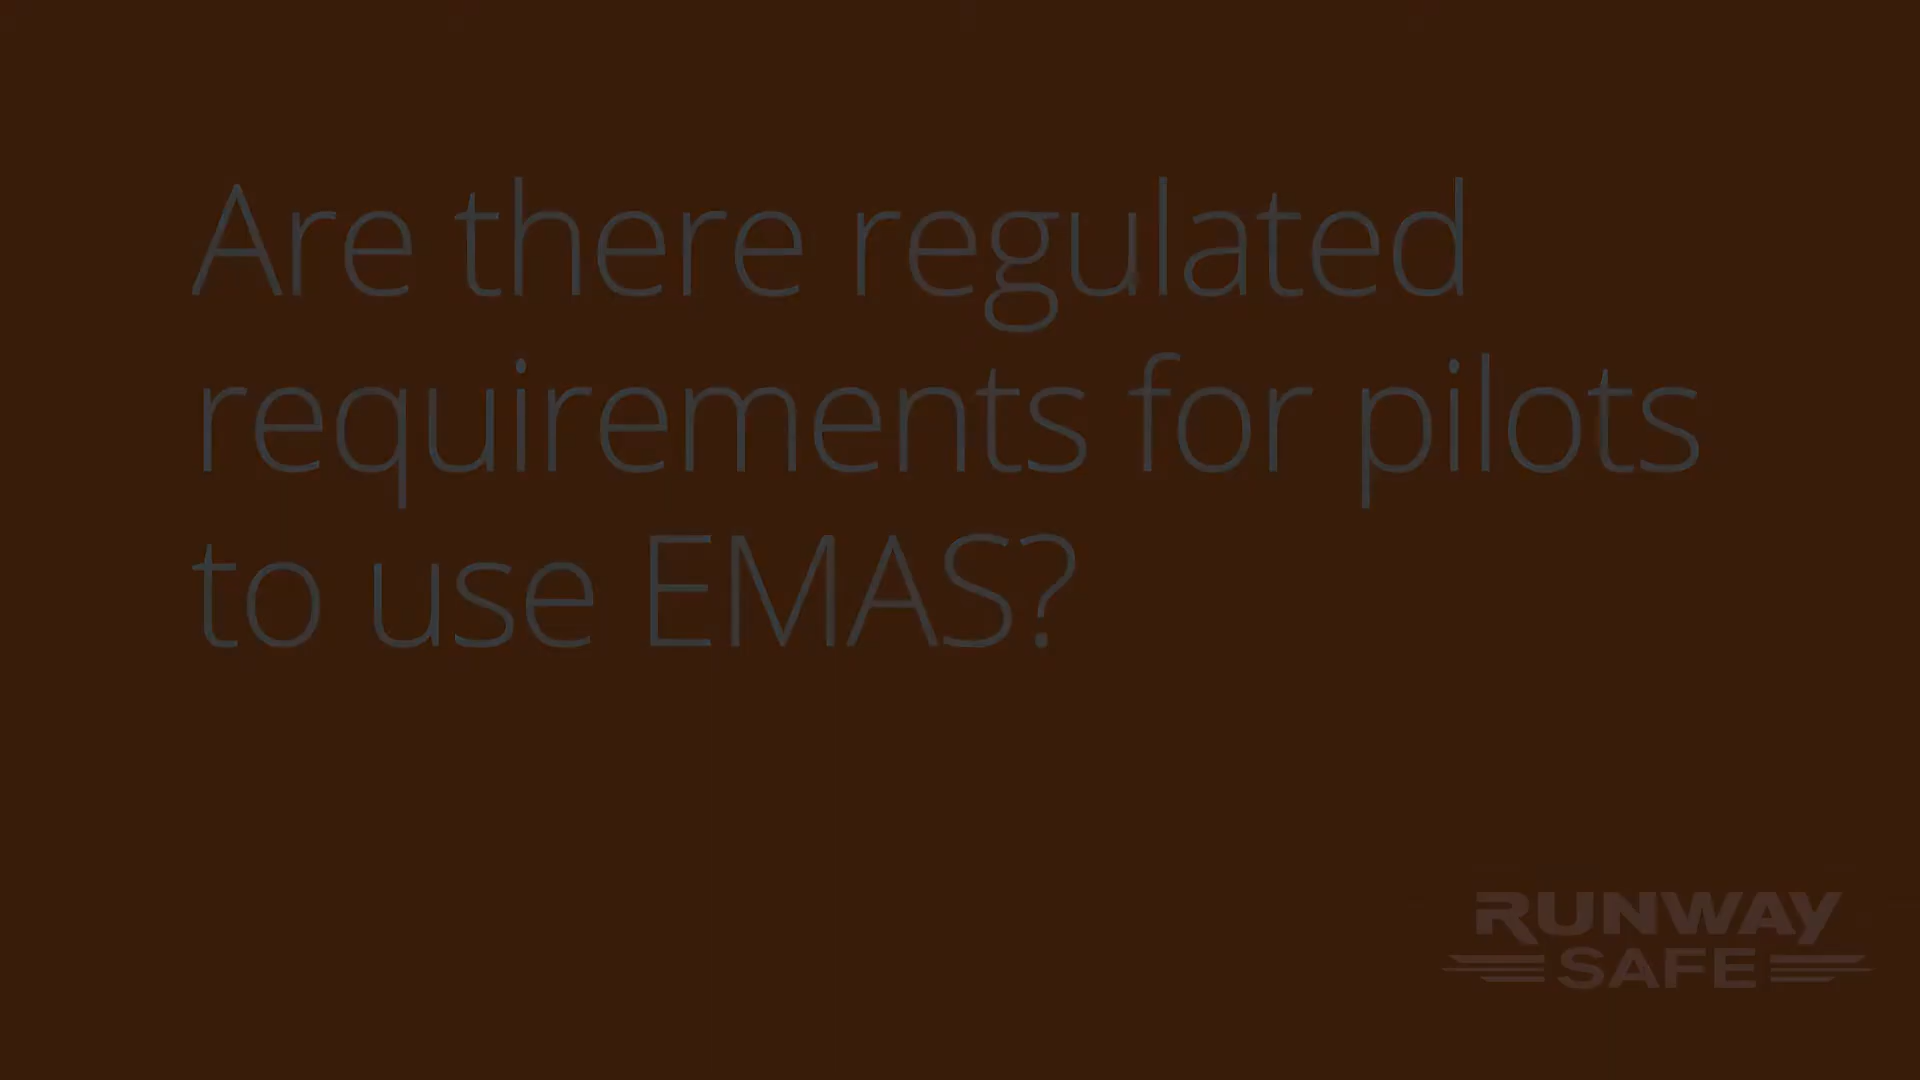 Are there regulated
requirements for pilots
to use EMAS?
RUNWAY
SAFE